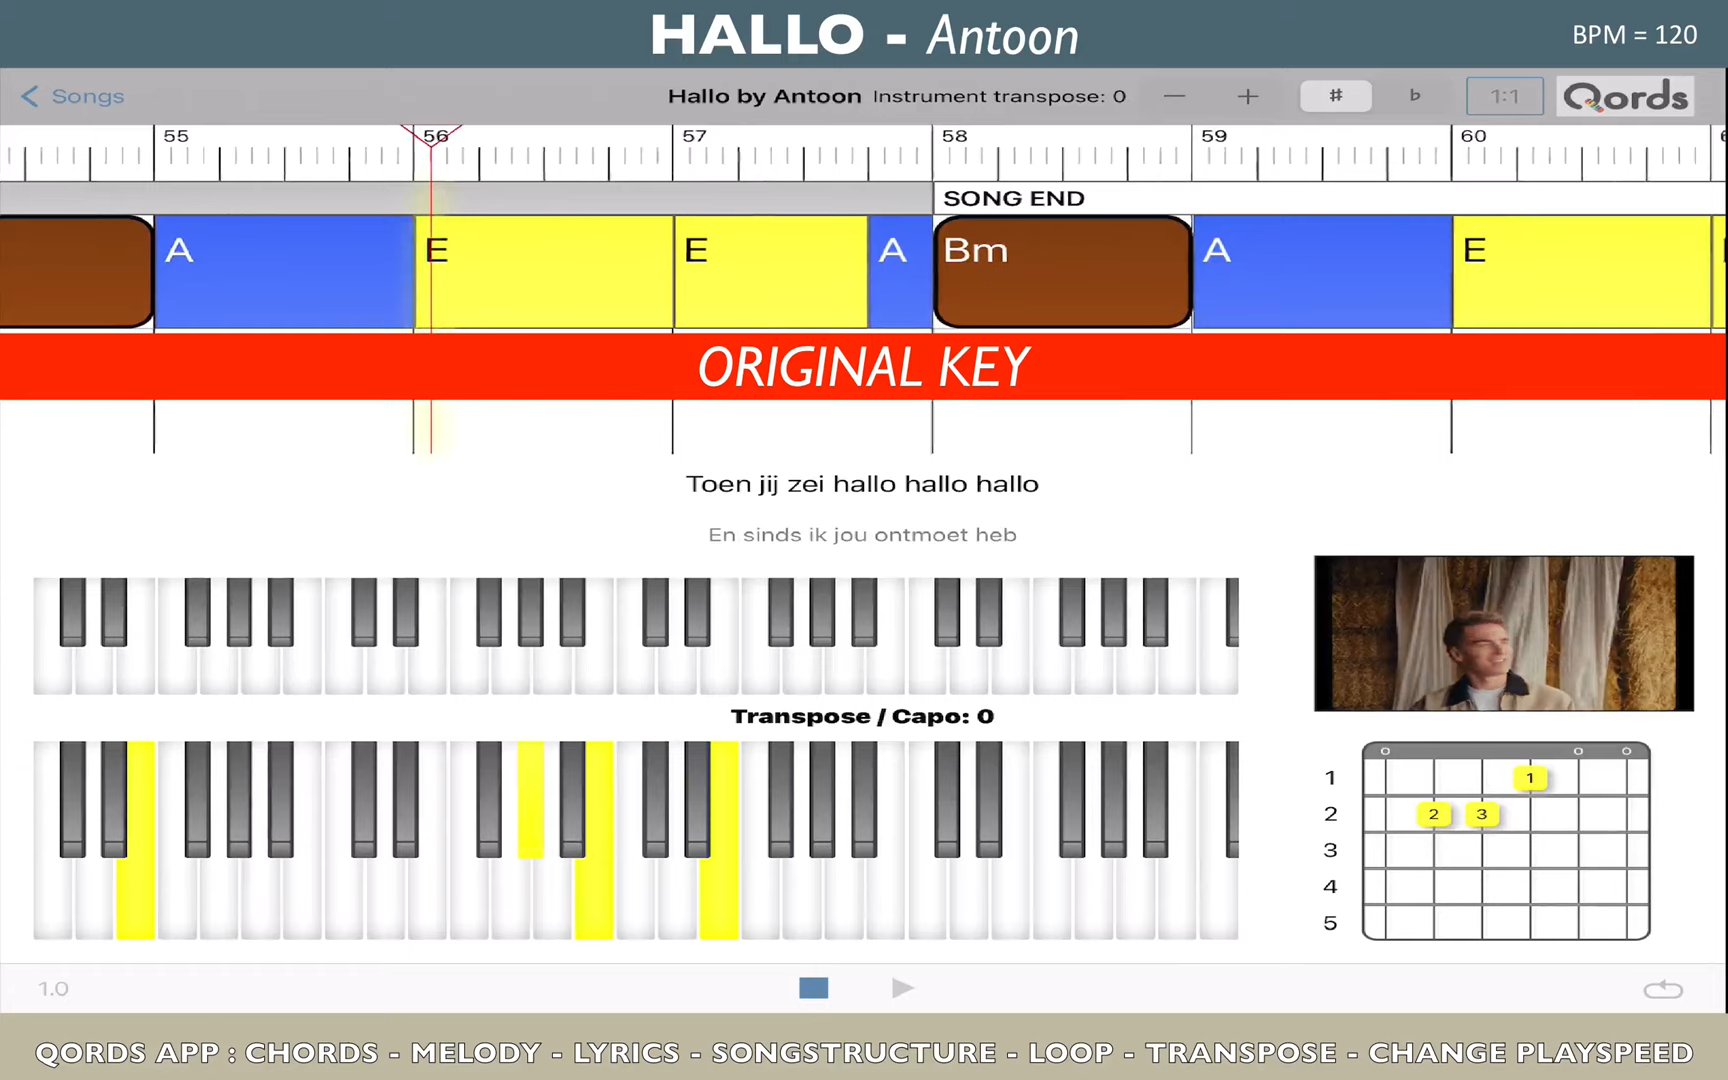 HALLO - Antoon
BPM = 120
Songs
Hallo by Antoon Instrument transpose: 0 — + ♯ ♭ 1:1 Qords
55 56 57 58 59 60
SONG END
A E E A Bm A E
ORIGINAL KEY
Toen jij zei hallo hallo hallo
En sinds ik jou ontmoet heb
Transpose / Capo: 0
o o o
1 1
2 2 3
3
4
5
1.0
QORDS APP : CHORDS - MELODY - LYRICS - SONGSTRUCTURE - LOOP - TRANSPOSE - CHANGE PLAYSPEED